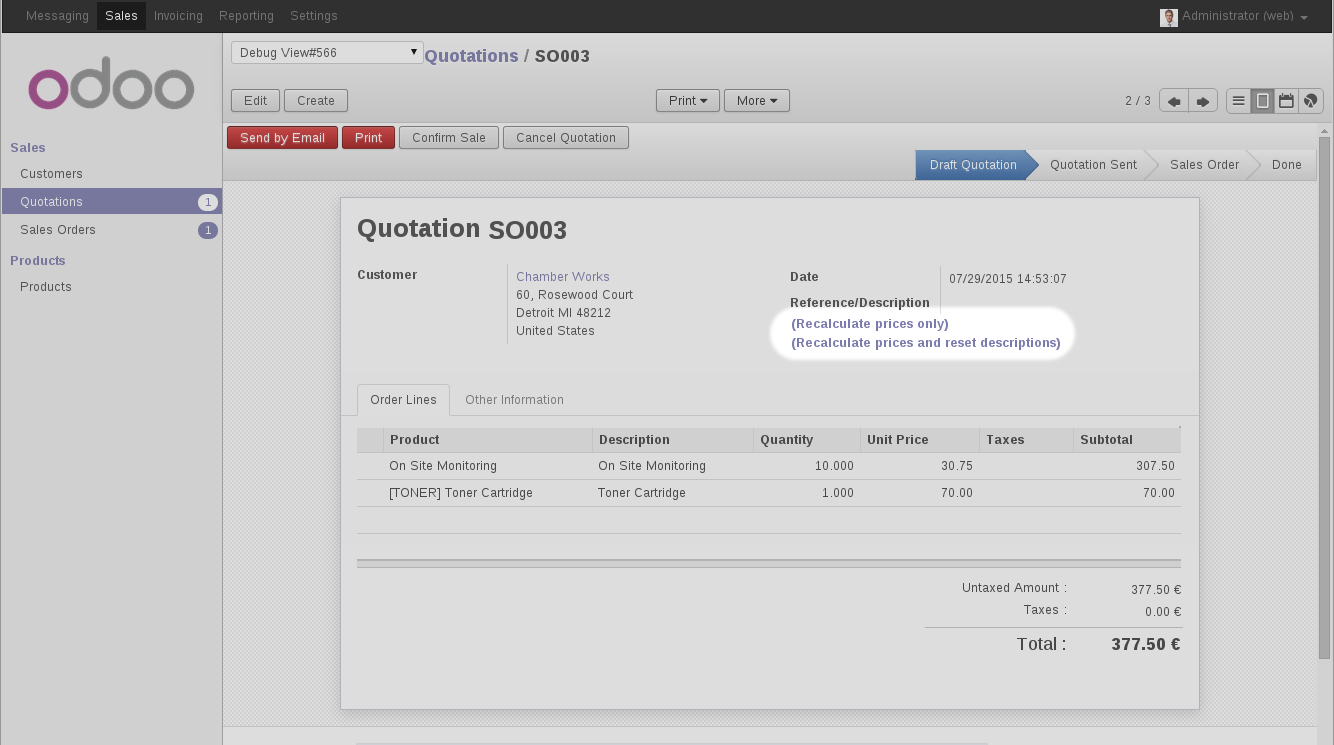 Messaging Sales Invoicing Reporting Settings Administrator (web)
odoo
Debug View#566 Quotations / SO003
Edit Create Print More 2 / 3
Send by Email Print Confirm Sale Cancel Quotation
Draft Quotation Quotation Sent Sales Order Done
Sales
Customers
Quotations 1
Sales Orders 1
Products
Products
Quotation SO003
Customer Chamber Works
60, Rosewood Court
Detroit MI 48212
United States
Date 07/29/2015 14:53:07
Reference/Description
(Recalculate prices only)
(Recalculate prices and reset descriptions)
Order Lines Other Information
Product Description Quantity Unit Price Taxes Subtotal
On Site Monitoring On Site Monitoring 10.000 30.75 307.50
[TONER] Toner Cartridge Toner Cartridge 1.000 70.00 70.00
Untaxed Amount : 377.50 €
Taxes : 0.00 €
Total : 377.50 €